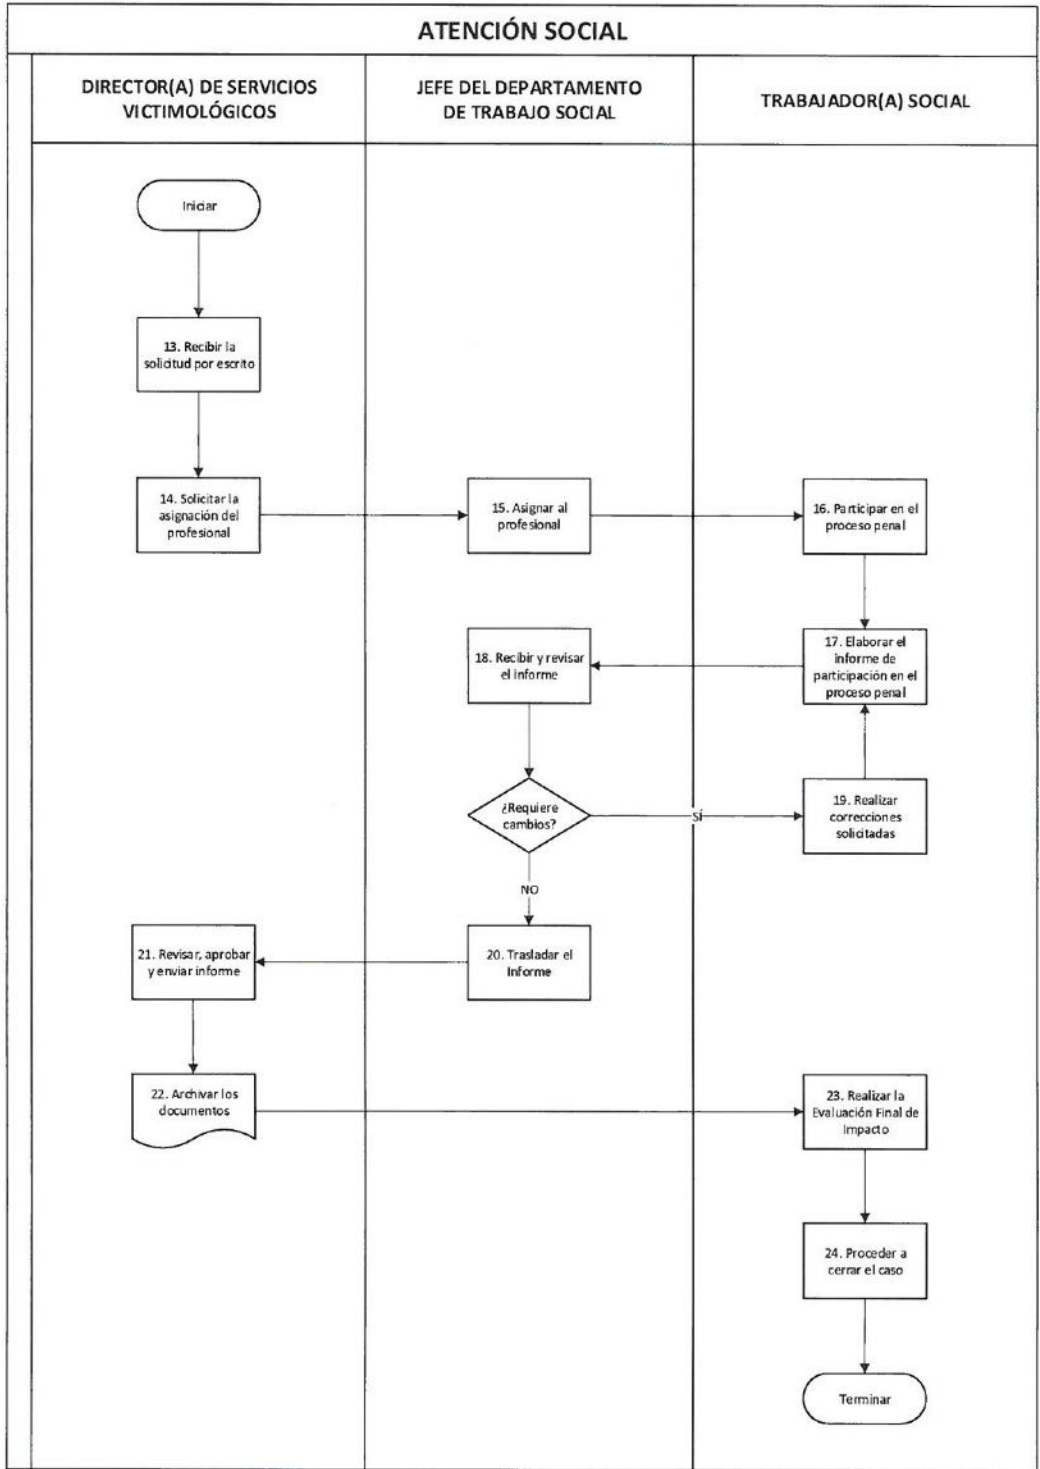 ATENCIÓN SOCIAL
DIRECTOR(A) DE SERVICIOS
VICTIMOLÓGICOS
JEFE DEL DEPARTAMENTO
DE TRABAJO SOCIAL
TRABAJADOR(A) SOCIAL
Iniciar
13. Recibir la
solicitud por escrito
14. Solicitar la
asignación del
profesional
15. Asignar al
profesional
16. Participar en el
proceso penal
17. Elaborar el
informe de
participación en el
proceso penal
18. Recibir y revisar
el informe
¿Requiere
cambios?
SÍ
19. Realizar
correcciones
solicitadas
NO
20. Trasladar el
Informe
21. Revisar, aprobar
y enviar informe
22. Archivar los
documentos
23. Realizar la
Evaluación Final de
Impacto
24. Proceder a
cerrar el caso
Terminar